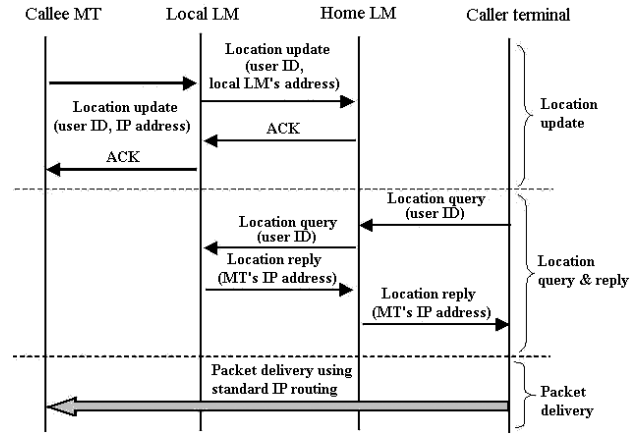 Callee MT
Local LM
Home LM
Caller terminal
Location update
(user ID,
local LM's address)
Location update
(user ID, IP address)
ACK
ACK
Location
update
Location query
(user ID)
Location query
(user ID)
Location reply
(MT's IP address)
Location reply
(MT's IP address)
Location
query & reply
Packet delivery using
standard IP routing
Packet
delivery